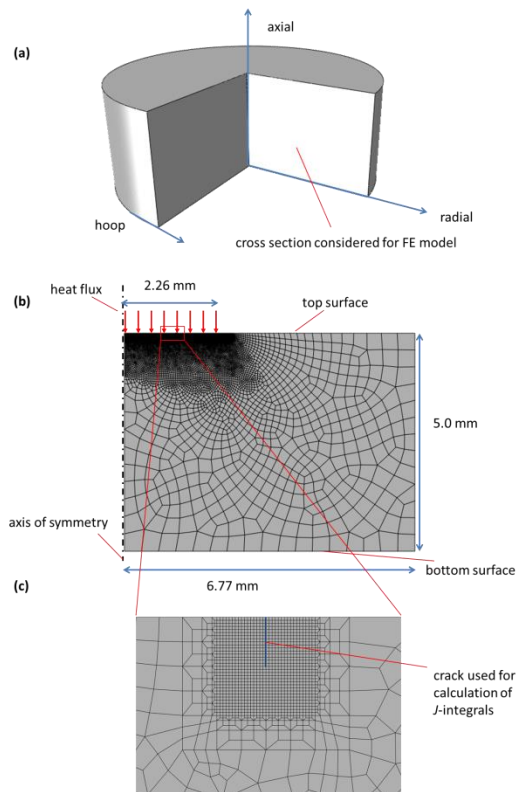 axial
(a)
radial
hoop
cross section considered for FE model
2.26 mm
(b)
heat flux
top surface
5.0 mm
axis of symmetry
bottom surface
6.77 mm
(c)
crack used for
calculation of
J-integrals